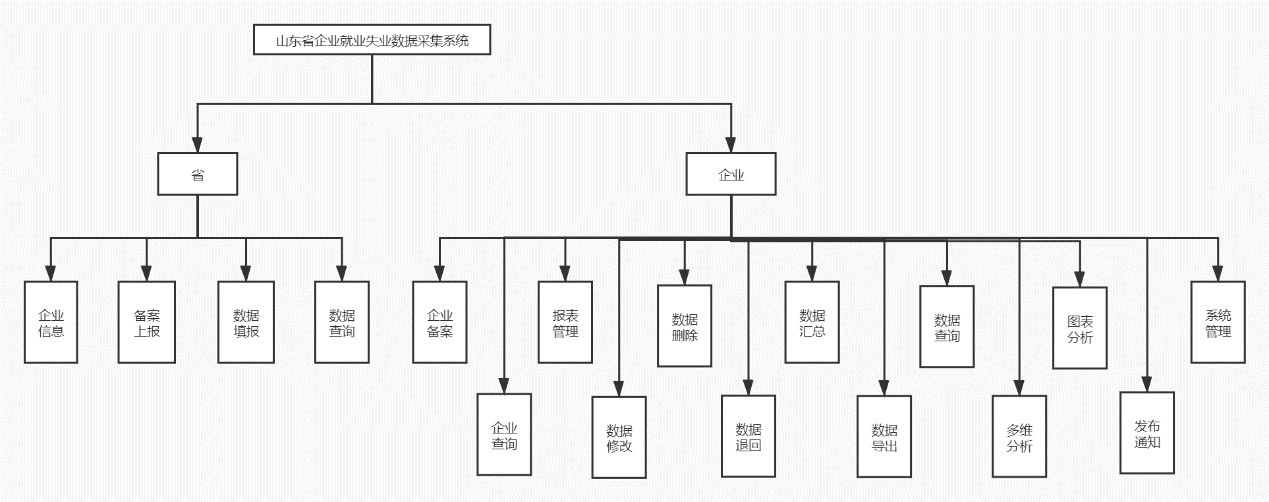 山东省企业就业失业数据采集系统
省
企业
企业
信息
备案
上报
数据
填报
数据
查询
企业
备案
报表
管理
数据
删除
数据
汇总
数据
查询
图表
分析
系统
管理
企业
查询
数据
修改
数据
退回
数据
导出
多维
分析
发布
通知